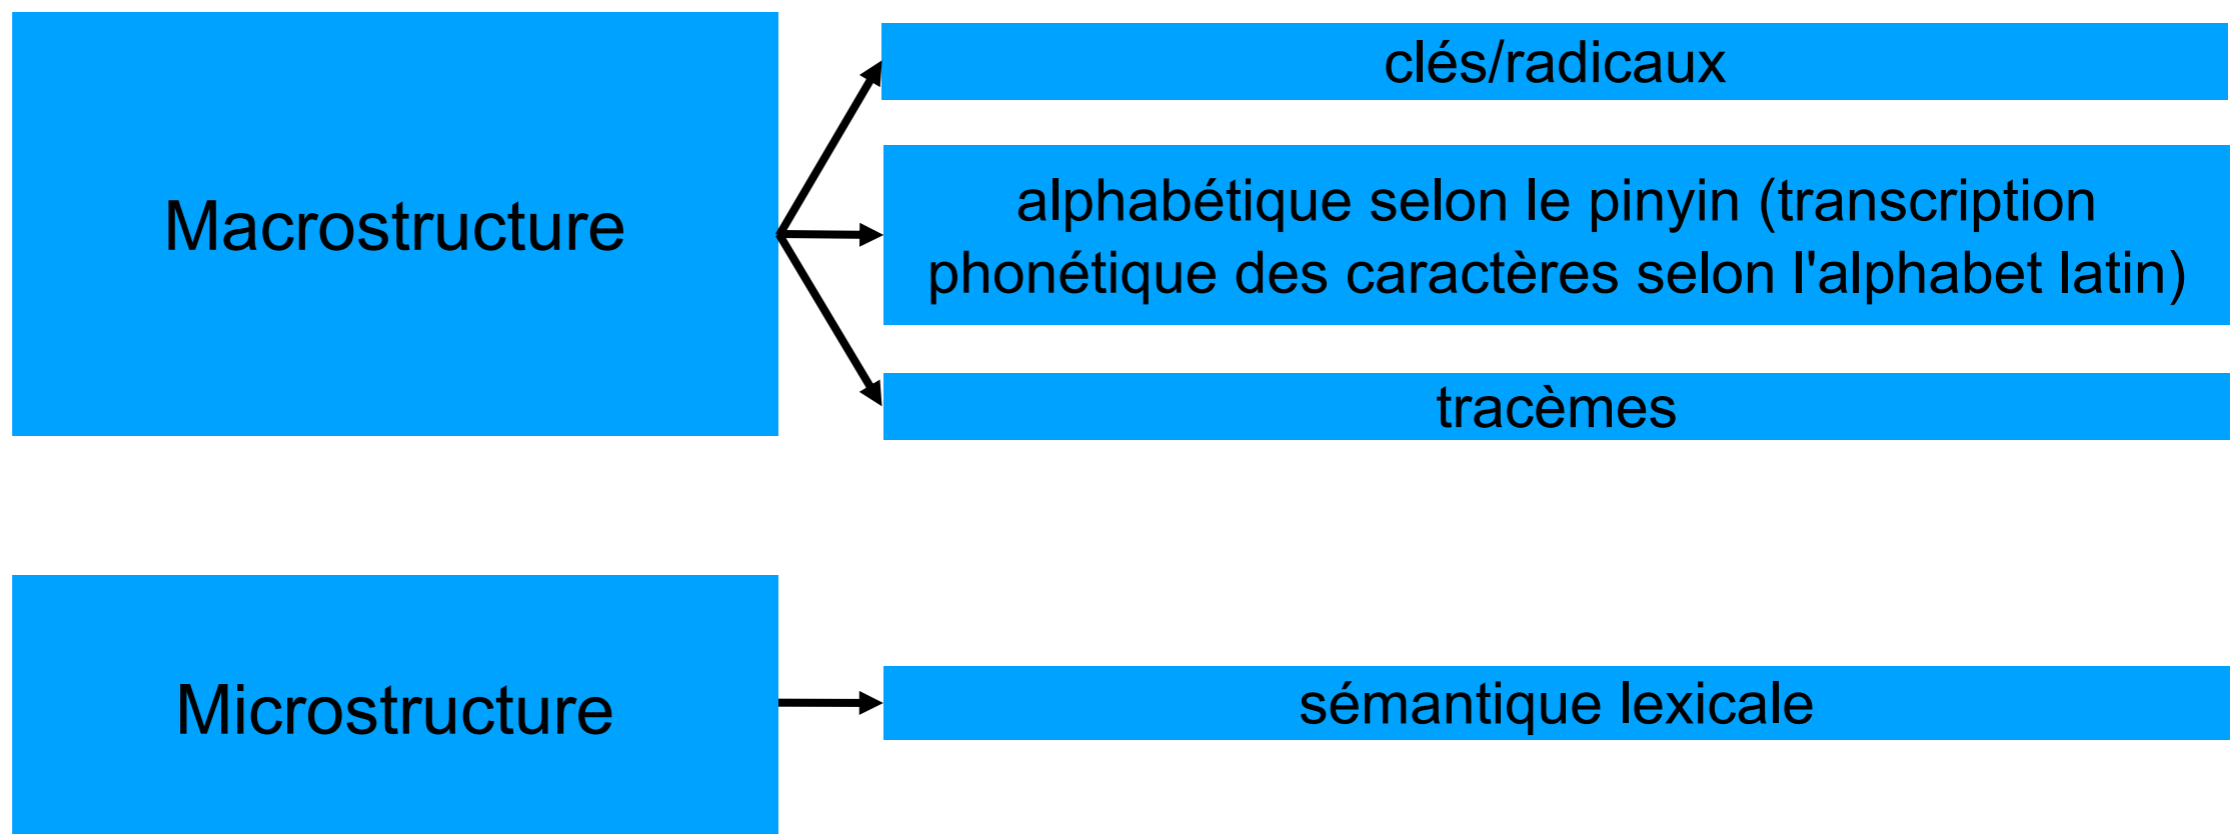 Macrostructure
clés/radicaux
alphabétique selon le pinyin (transcription
phonétique des caractères selon l'alphabet latin)
tracèmes
Microstructure
sémantique lexicale